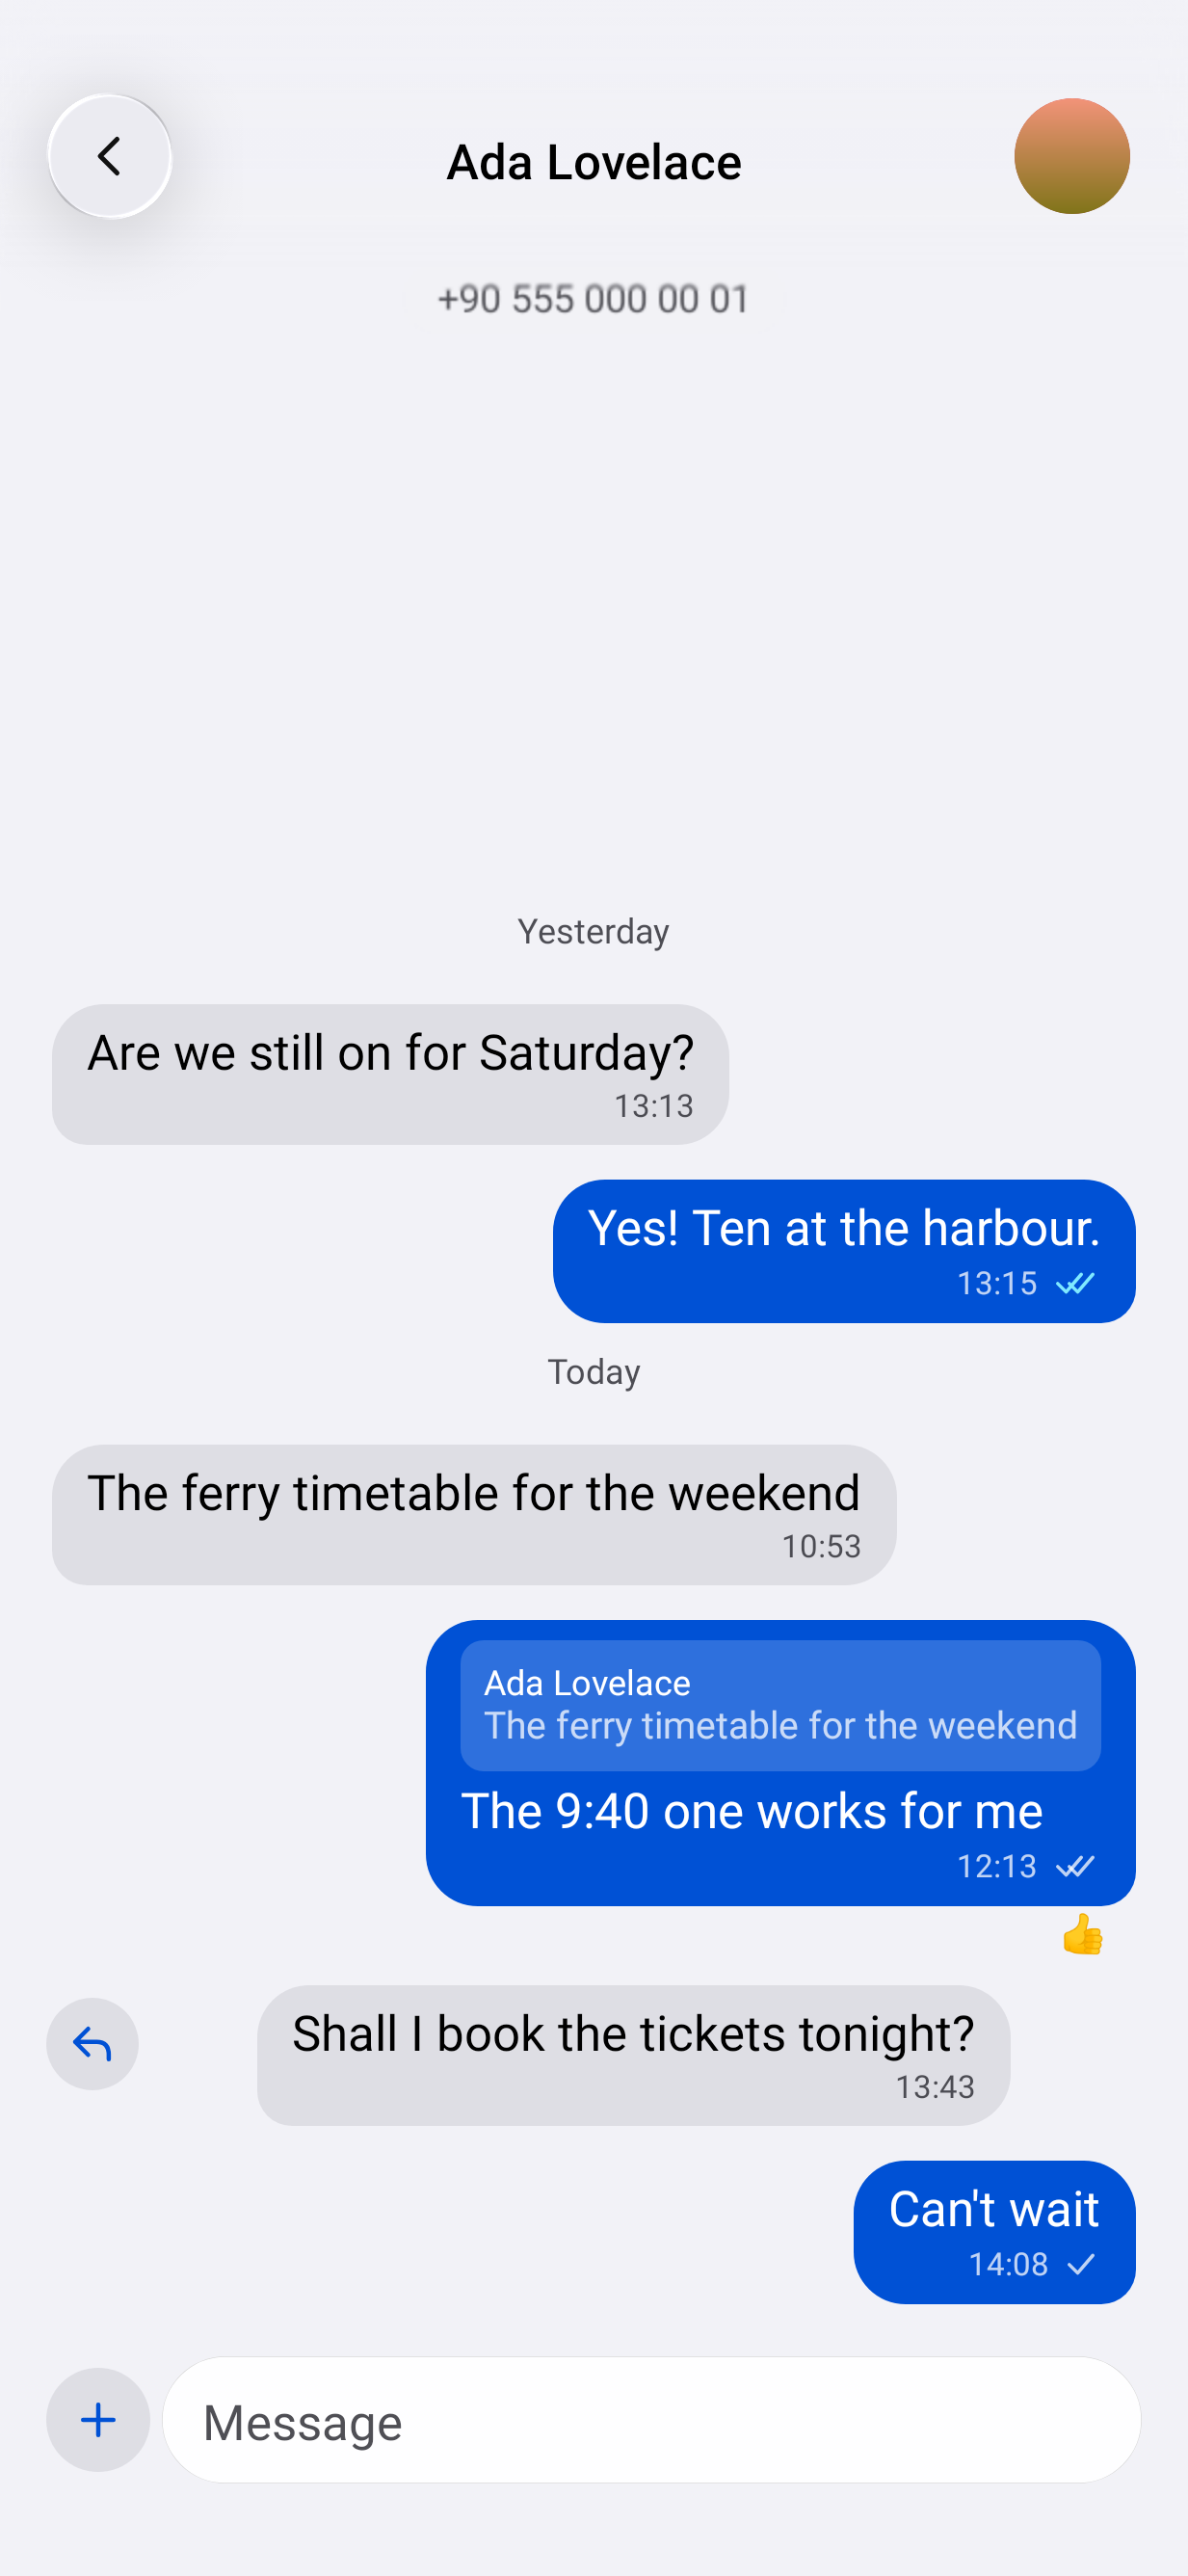 Ada Lovelace
+90 555 000 00 01
Yesterday
Are we still on for Saturday?
13:13
Yes! Ten at the harbour.
13:15
Today
The ferry timetable for the weekend
10:53
Ada Lovelace
The ferry timetable for the weekend
The 9:40 one works for me
12:13
Shall I book the tickets tonight?
13:43
Can't wait
14:08
Message